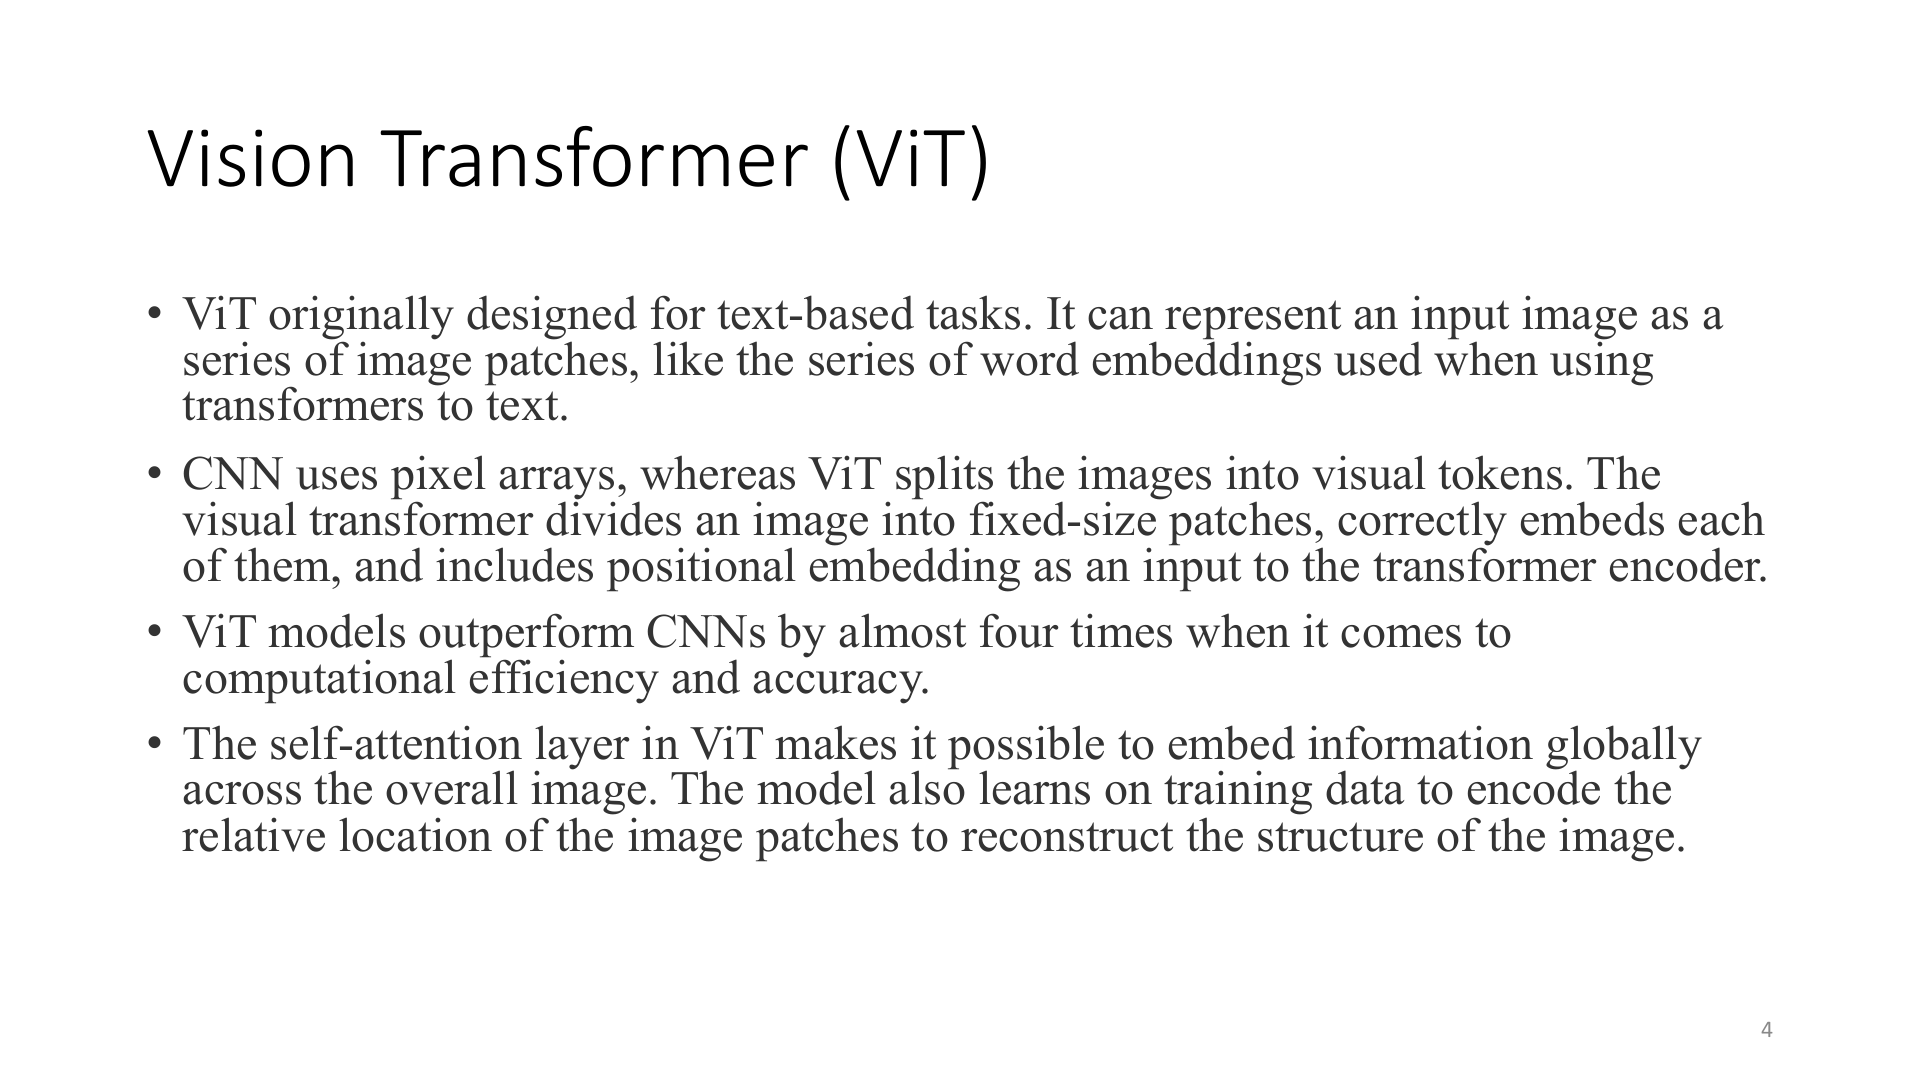 Vision Transformer (ViT)
• ViT originally designed for text-based tasks. It can represent an input image as a
series of image patches, like the series of word embeddings used when using
transformers to text.
• CNN uses pixel arrays, whereas ViT splits the images into visual tokens. The
visual transformer divides an image into fixed-size patches, correctly embeds each
of them, and includes positional embedding as an input to the transformer encoder.
• ViT models outperform CNNs by almost four times when it comes to
computational efficiency and accuracy.
• The self-attention layer in ViT makes it possible to embed information globally
across the overall image. The model also learns on training data to encode the
relative location of the image patches to reconstruct the structure of the image.
4